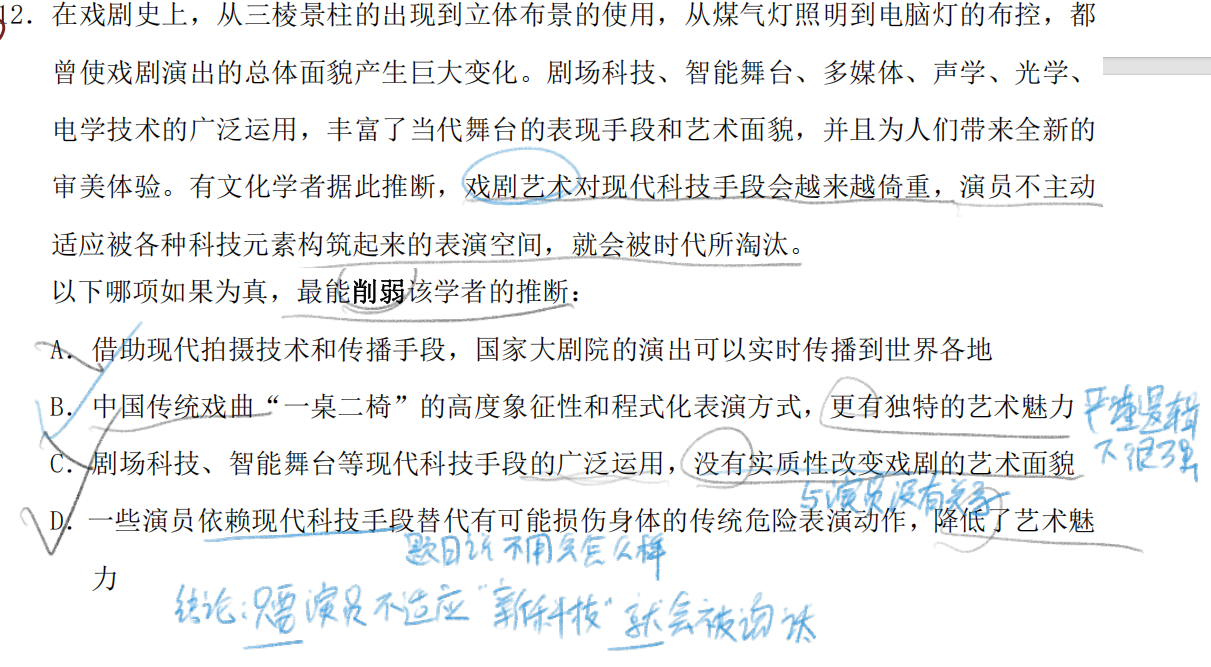 12. 在戏剧史上，从三棱景柱的出现到立体布景的使用，从煤气灯照明到电脑灯的布控，都
曾使戏剧演出的总体面貌产生巨大变化。剧场科技、智能舞台、多媒体、声学、光学、
电学技术的广泛运用，丰富了当代舞台的表现手段和艺术面貌，并且为人们带来全新的
审美体验。有文化学者据此推断，戏剧艺术对现代科技手段会越来越倚重，演员不主动
适应被各种科技元素构筑起来的表演空间，就会被时代所淘汰。
以下哪项如果为真，最能削弱该学者的推断：
A. 借助现代拍摄技术和传播手段，国家大剧院的演出可以实时传播到世界各地
B. 中国传统戏曲“一桌二椅”的高度象征性和程式化表演方式，更有独特的艺术魅力
严谨逻辑
不很强
C. 剧场科技、智能舞台等现代科技手段的广泛运用，没有实质性改变戏剧的艺术面貌
与演员没有关系
D. 一些演员依赖现代科技手段替代有可能损伤身体的传统危险表演动作，降低了艺术魅
力
题目说不用会怎么样
结论：只需演员不适应“新科技”就会被淘汰